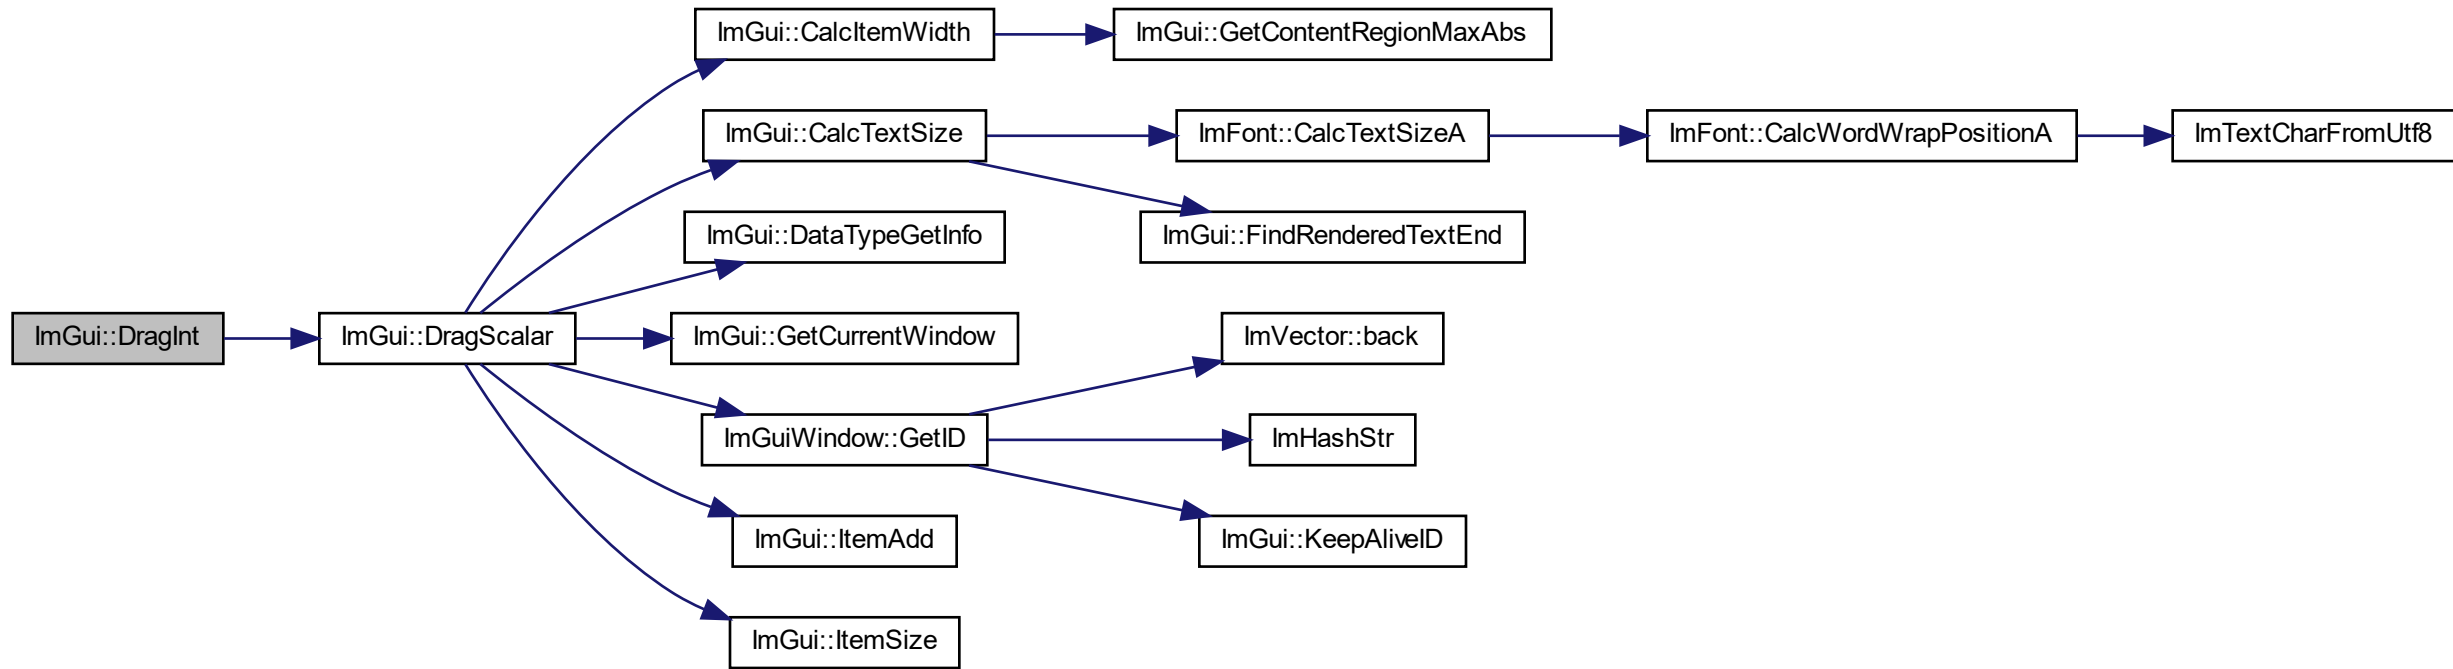 ImGui::CalcItemWidth
ImGui::GetContentRegionMaxAbs
ImGui::CalcTextSize
ImFont::CalcTextSizeA
ImFont::CalcWordWrapPositionA
ImTextCharFromUtf8
ImGui::DataTypeGetInfo
ImGui::FindRenderedTextEnd
ImGui::DragInt
ImGui::DragScalar
ImGui::GetCurrentWindow
ImVector::back
ImGuiWindow::GetID
ImHashStr
ImGui::ItemAdd
ImGui::KeepAliveID
ImGui::ItemSize